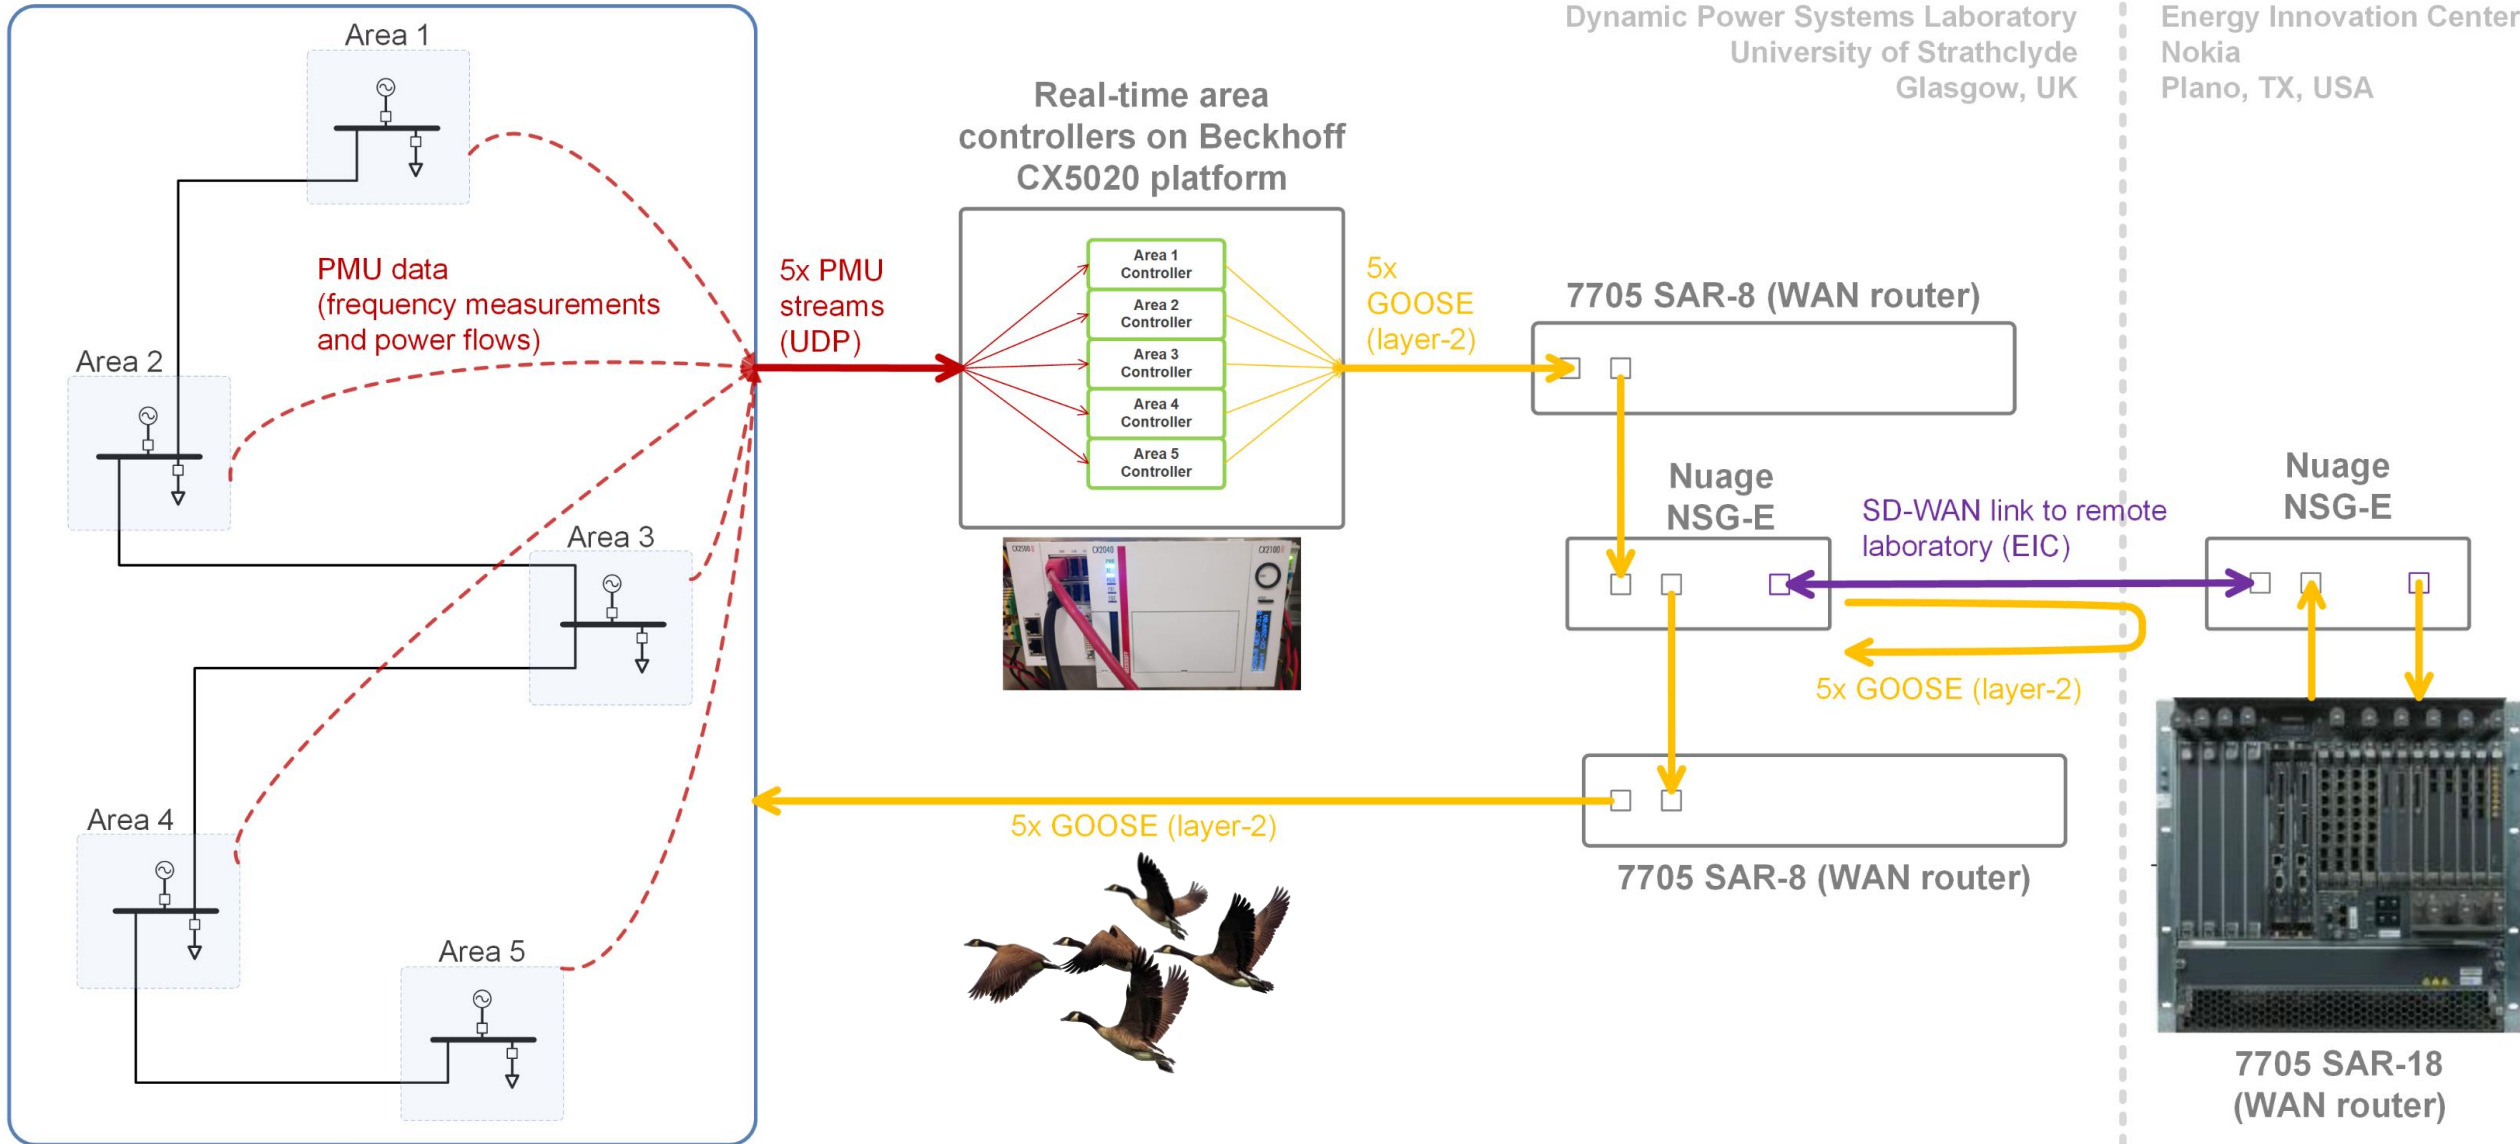 Dynamic Power Systems Laboratory
University of Strathclyde
Glasgow, UK
Energy Innovation Center
Nokia
Plano, TX, USA
Area 1
PMU data
(frequency measurements
and power flows)
Area 2
Area 3
Area 4
Area 5
5x PMU
streams
(UDP)
Real-time area
controllers on Beckhoff
CX5020 platform
Area 1
Controller
Area 2
Controller
Area 3
Controller
Area 4
Controller
Area 5
Controller
CX2040
CX2100
5x
GOOSE
(layer-2)
7705 SAR-8 (WAN router)
Nuage
NSG-E
SD-WAN link to remote
laboratory (EIC)
Nuage
NSG-E
5x GOOSE (layer-2)
5x GOOSE (layer-2)
7705 SAR-8 (WAN router)
7705 SAR-18
(WAN router)